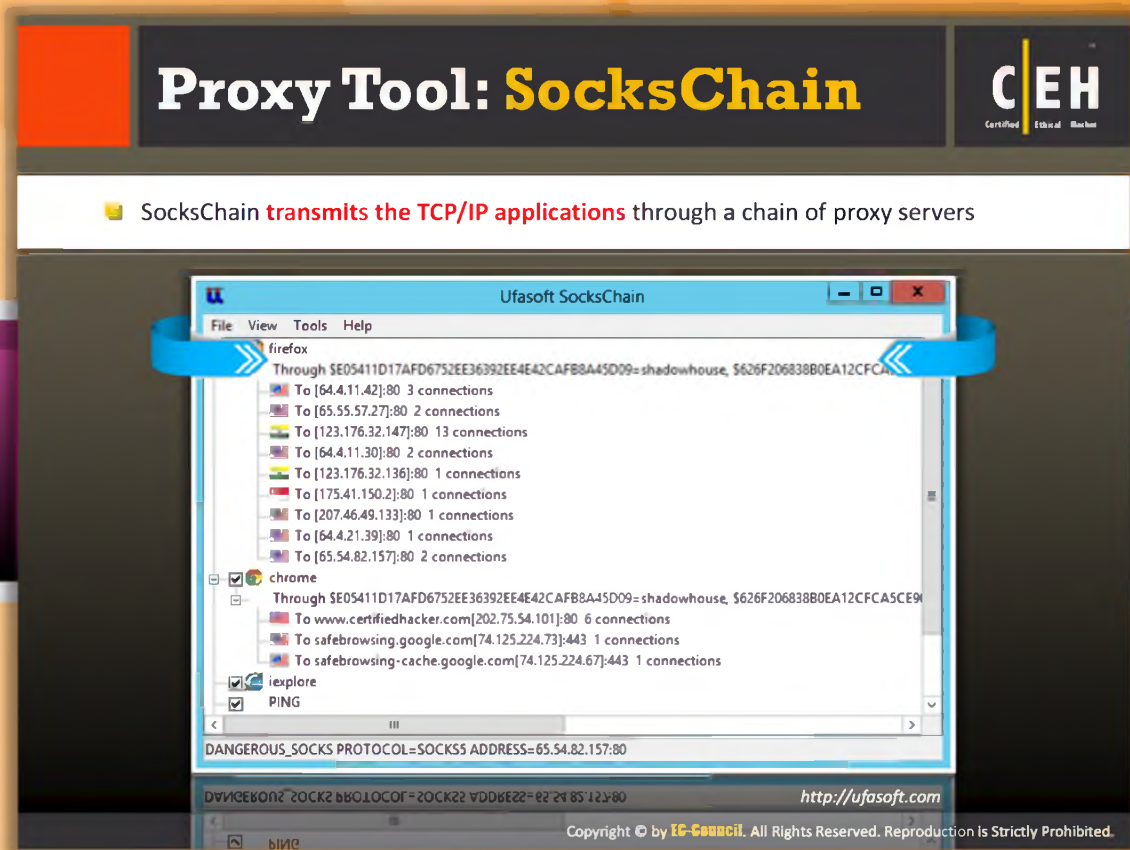 Proxy Tool: SocksChain
CEH
Certified Ethical Hacker
SocksChain transmits the TCP/IP applications through a chain of proxy servers
Ufasoft SocksChain
File View Tools Help
firefox
Through $E05411D17AFD6752EE36392EE4E42CAFB8A45D09=shadowhouse, $626F206838B0EA12CFCA
To [64.4.11.42]:80 3 connections
To [65.55.57.27]:80 2 connections
To [123.176.32.147]:80 13 connections
To [64.4.11.30]:80 2 connections
To [123.176.32.136]:80 1 connections
To [175.41.150.2]:80 1 connections
To [207.46.49.133]:80 1 connections
To [64.4.21.39]:80 1 connections
To [65.54.82.157]:80 2 connections
chrome
Through $E05411D17AFD6752EE36392EE4E42CAFB8A45D09=shadowhouse, $626F206838B0EA12CFCA5CE9
To www.certifiedhacker.com[202.75.54.101]:80 6 connections
To safebrowsing.google.com[74.125.224.73]:443 1 connections
To safebrowsing-cache.google.com[74.125.224.67]:443 1 connections
iexplore
PING
DANGEROUS_SOCKS PROTOCOL=SOCKS5 ADDRESS=65.54.82.157:80
http://ufasoft.com
Copyright © by EC-Council. All Rights Reserved. Reproduction is Strictly Prohibited.